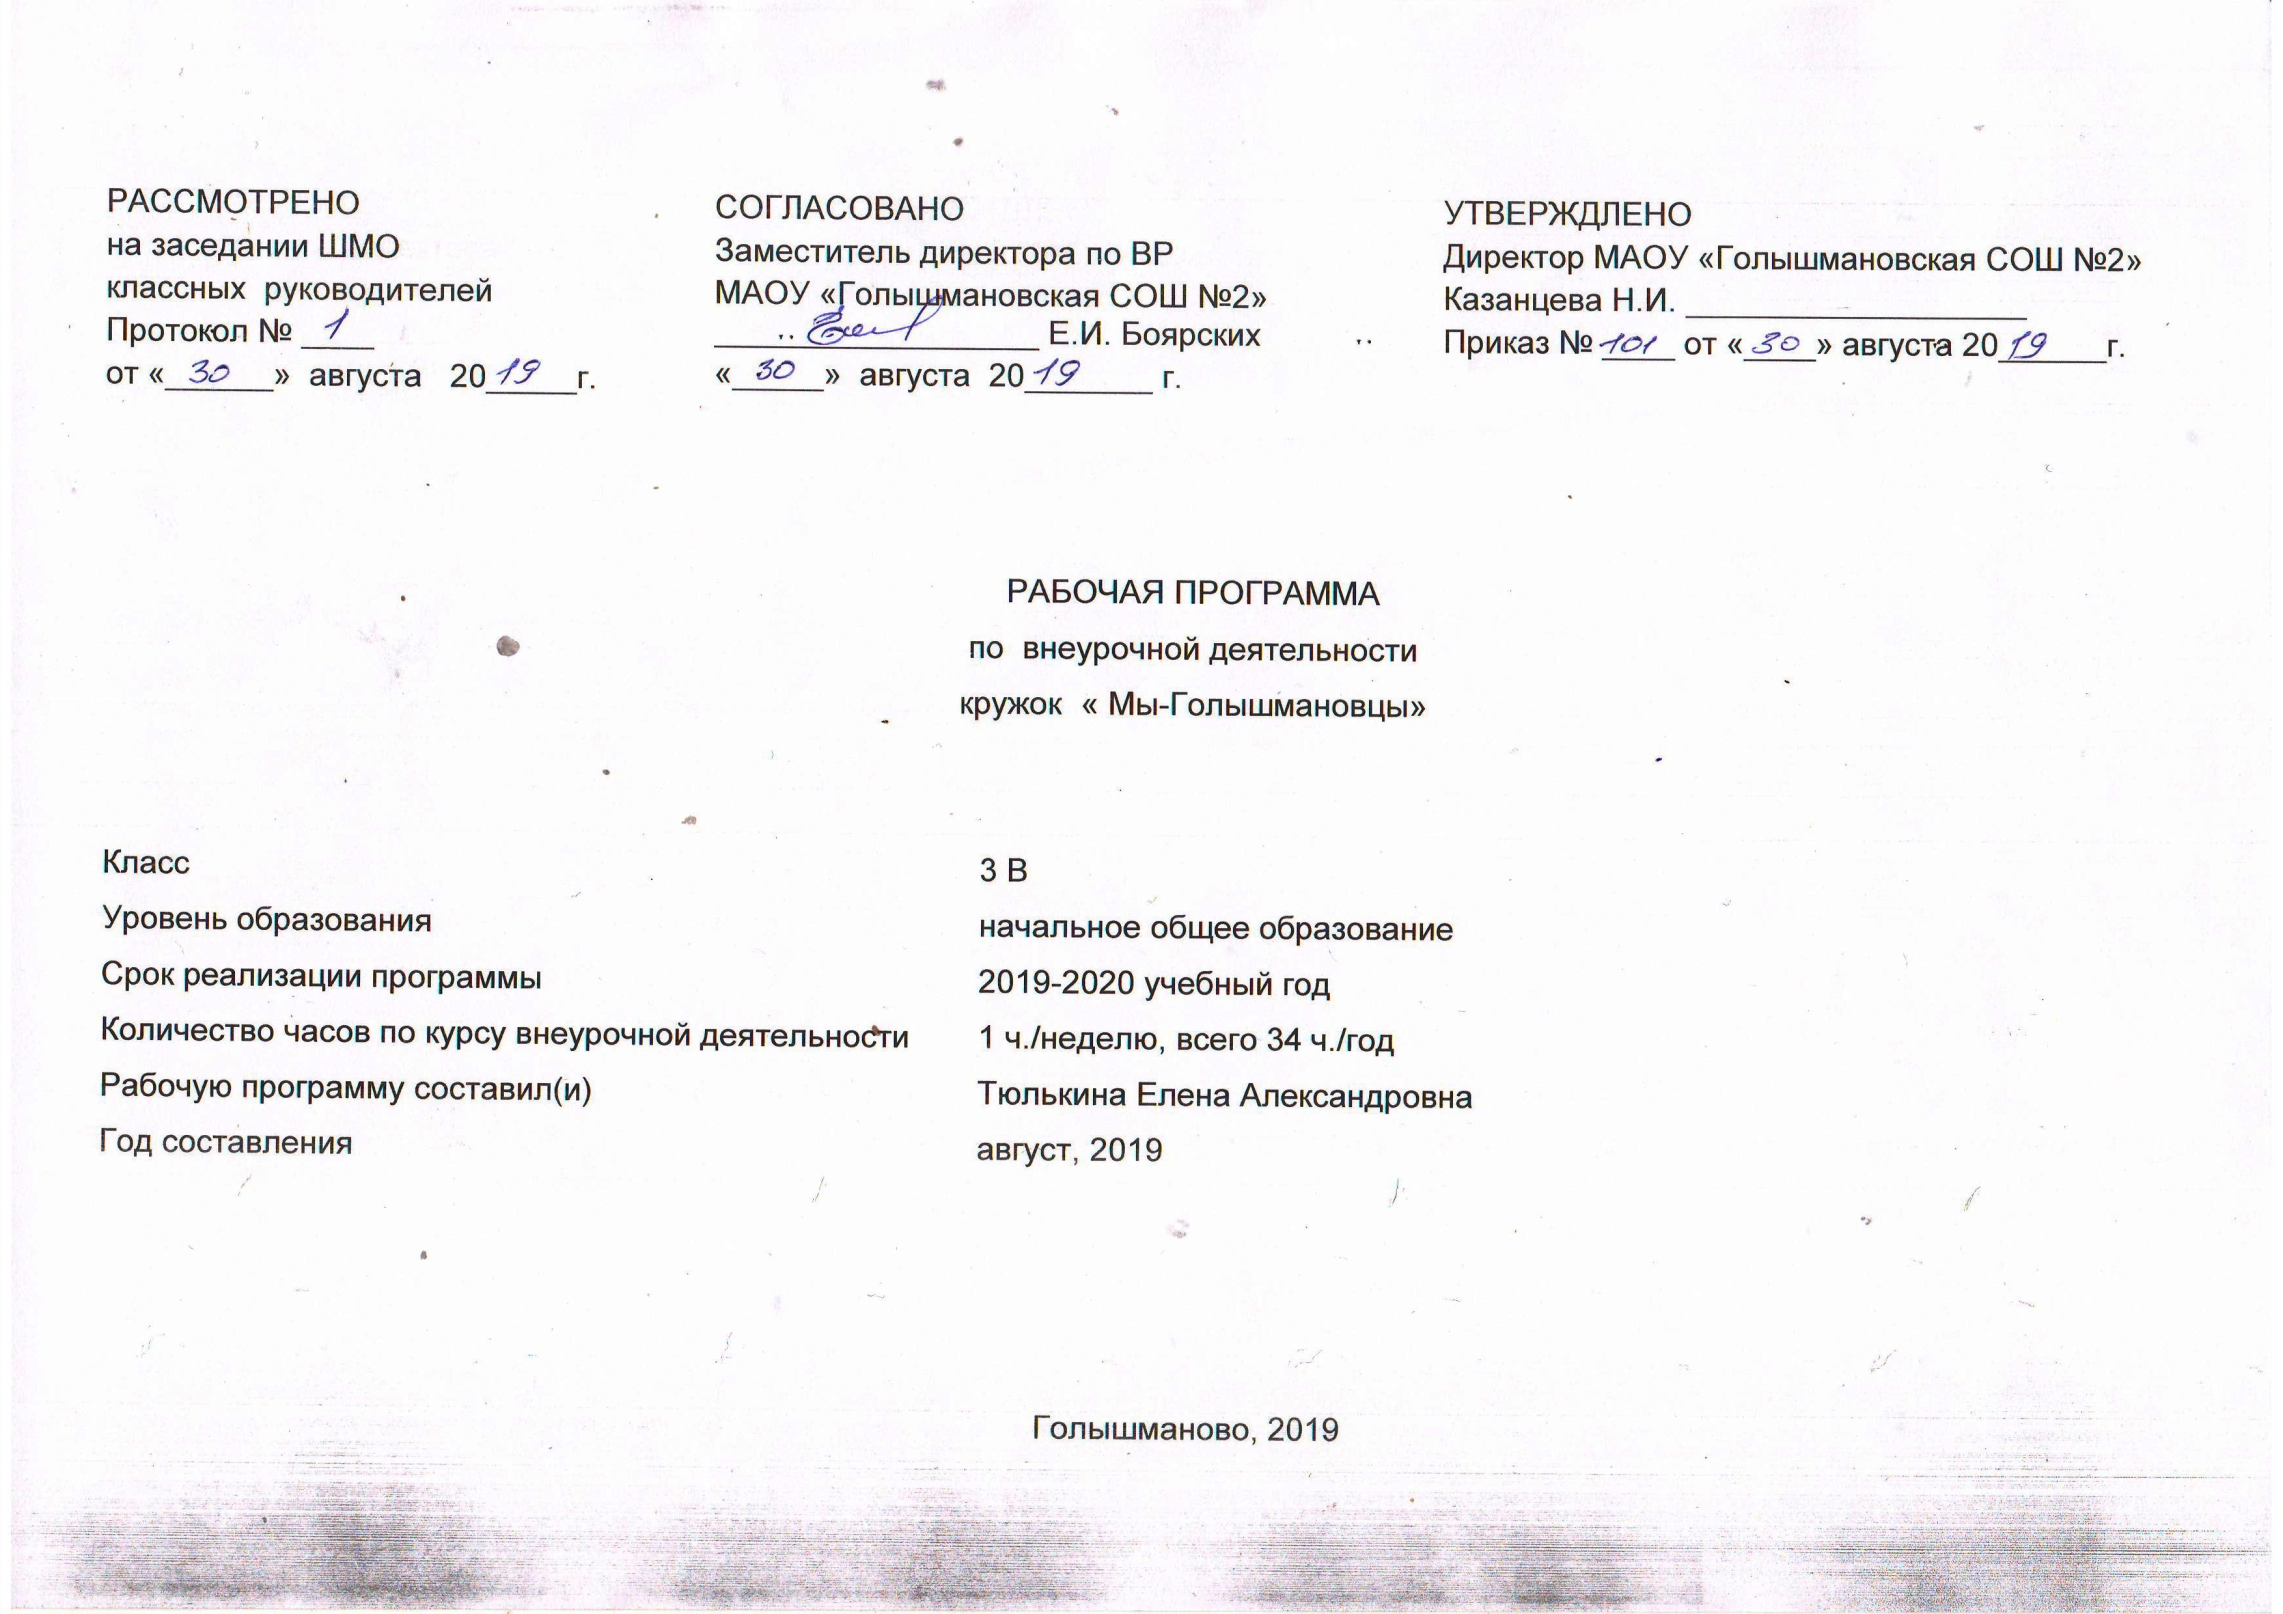 РАССМОТРЕНО
на заседании ШМО
классных руководителей
Протокол № 1
от «30» августа 2019г.
СОГЛАСОВАНО
Заместитель директора по ВР
МАОУ «Голышмановская СОШ №2»
Е.И. Боярских
«30» августа 2019 г.
УТВЕРЖДЛЕНО
Директор МАОУ «Голышмановская СОШ №2»
Казанцева Н.И.
Приказ № 101 от «30» августа 2019г.
РАБОЧАЯ ПРОГРАММА
по внеурочной деятельности
кружок « Мы-Голышмановцы»
Класс 3 В
Уровень образования начальное общее образование
Срок реализации программы 2019-2020 учебный год
Количество часов по курсу внеурочной деятельности 1 ч./неделю, всего 34 ч./год
Рабочую программу составил(и) Тюлькина Елена Александровна
Год составления август, 2019
Голышманово, 2019